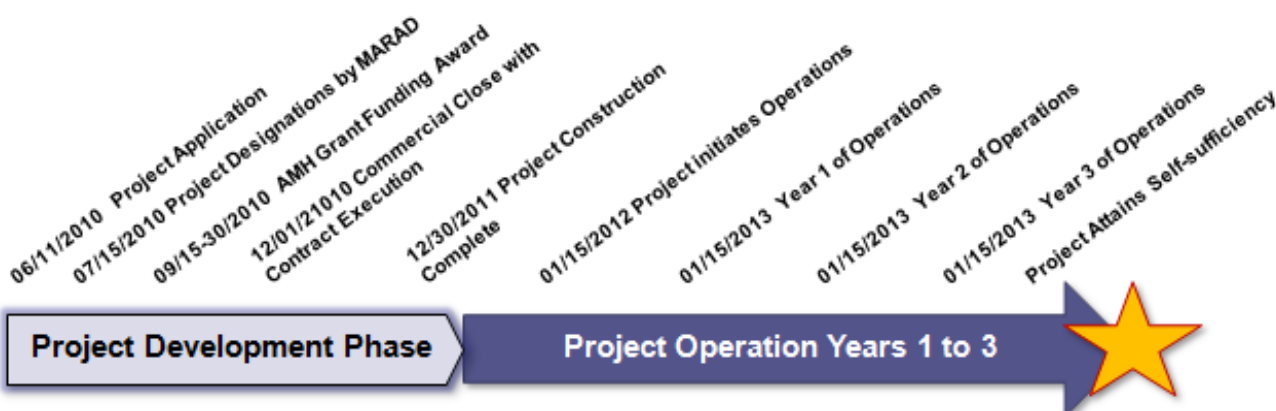 06/11/2010 Project Application
07/15/2010 Project Designations by MARAD
09/15-30/2010 AMH Grant Funding Award
12/01/21010 Commercial Close with
Contract Execution
12/30/2011 Project Construction
Complete
01/15/2012 Project initiates Operations
01/15/2013 Year 1 of Operations
01/15/2013 Year 2 of Operations
01/15/2013 Year 3 of Operations
Project Attains Self-sufficiency
Project Development Phase
Project Operation Years 1 to 3